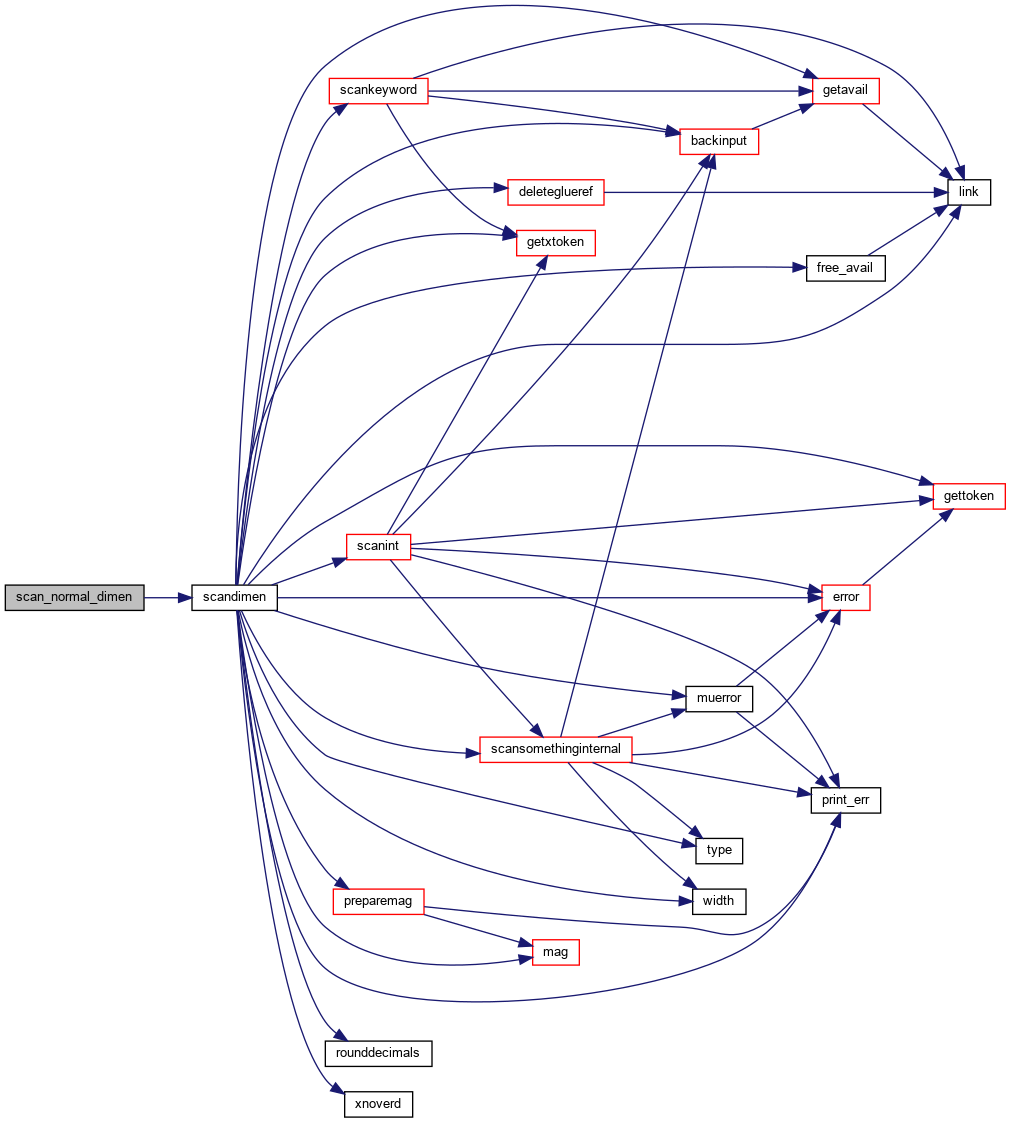 scankeyword
getavail
backinput
deleteglueref
link
getxtoken
free_avail
gettoken
scanint
scan_normal_dimen
scandimen
error
muerror
scansomethinginternal
print_err
type
preparemag
width
mag
rounddecimals
xnoverd